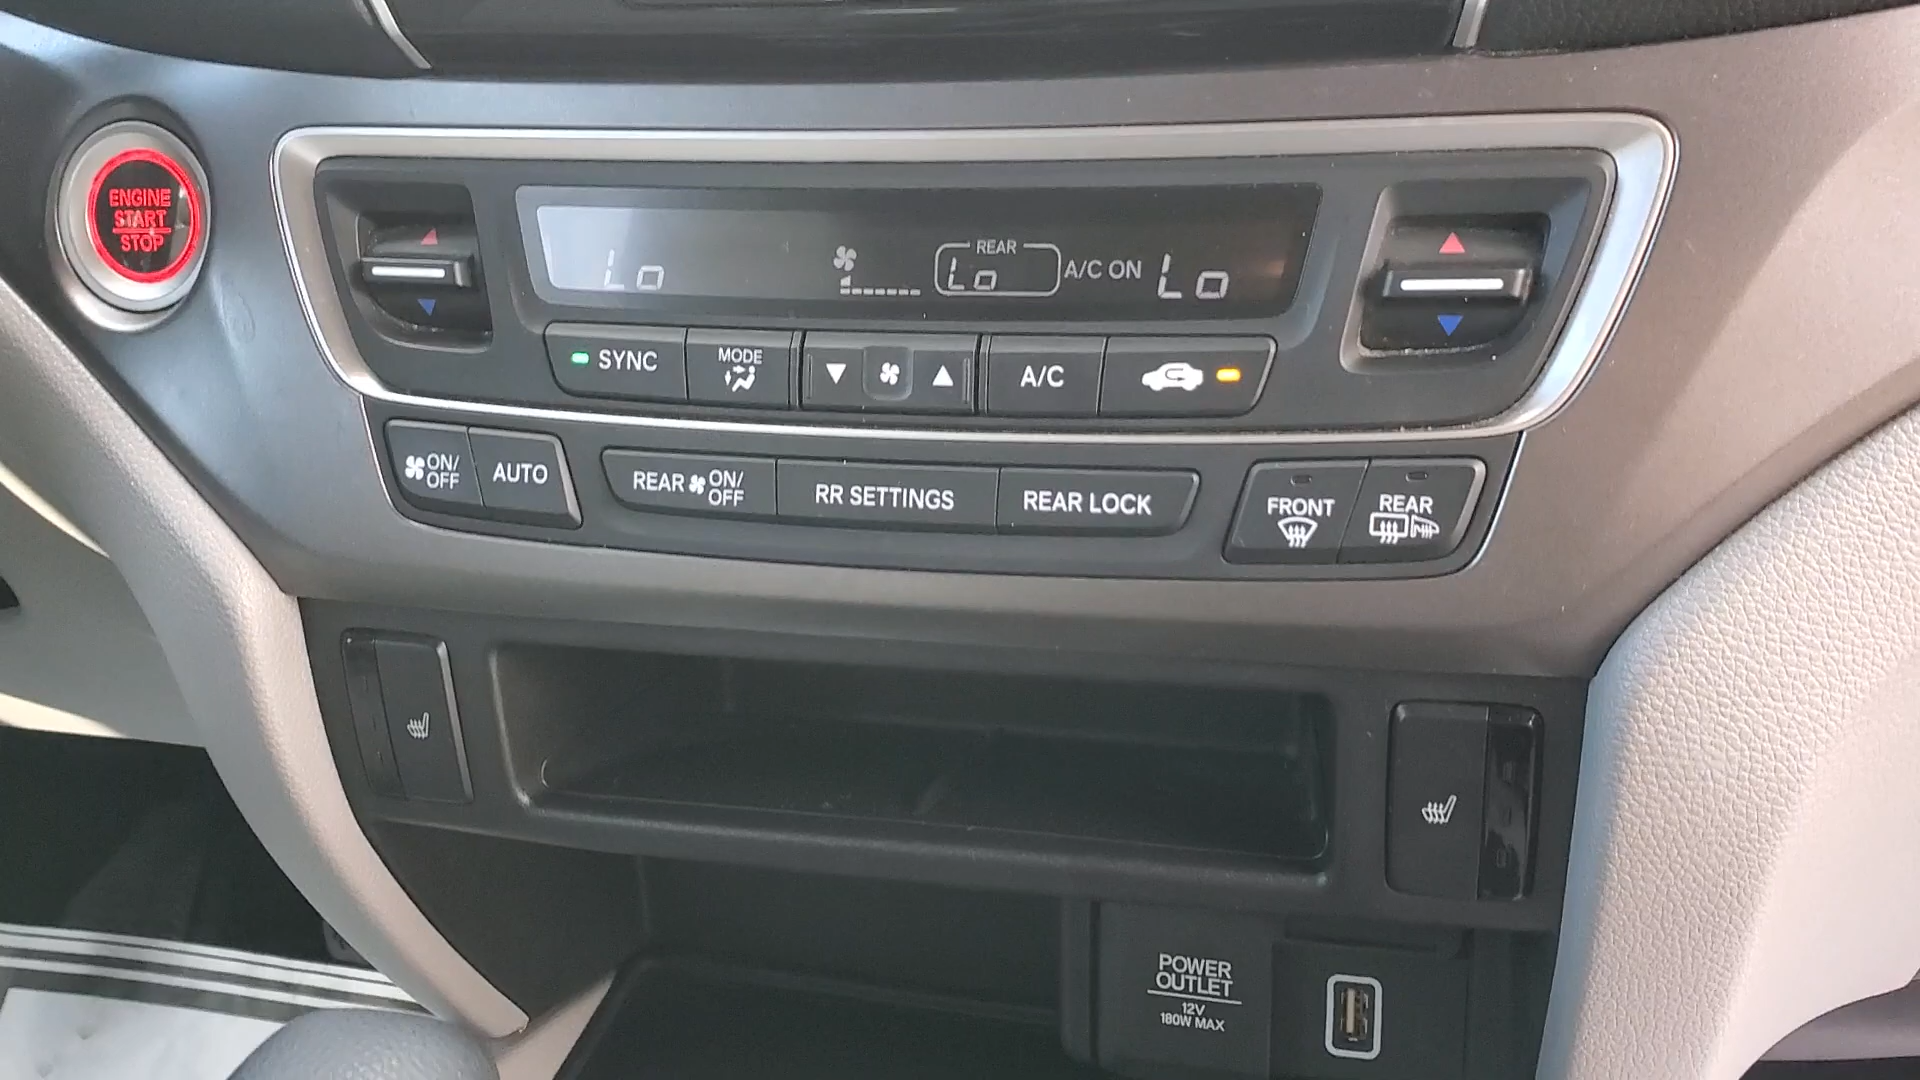 ENGINE
START
STOP
Lo
REAR
Lo
A/C ON
Lo
SYNC
MODE
A/C
ON/
OFF
AUTO
REAR ON/
OFF
RR SETTINGS
REAR LOCK
FRONT
REAR
POWER
OUTLET
12V
180W MAX